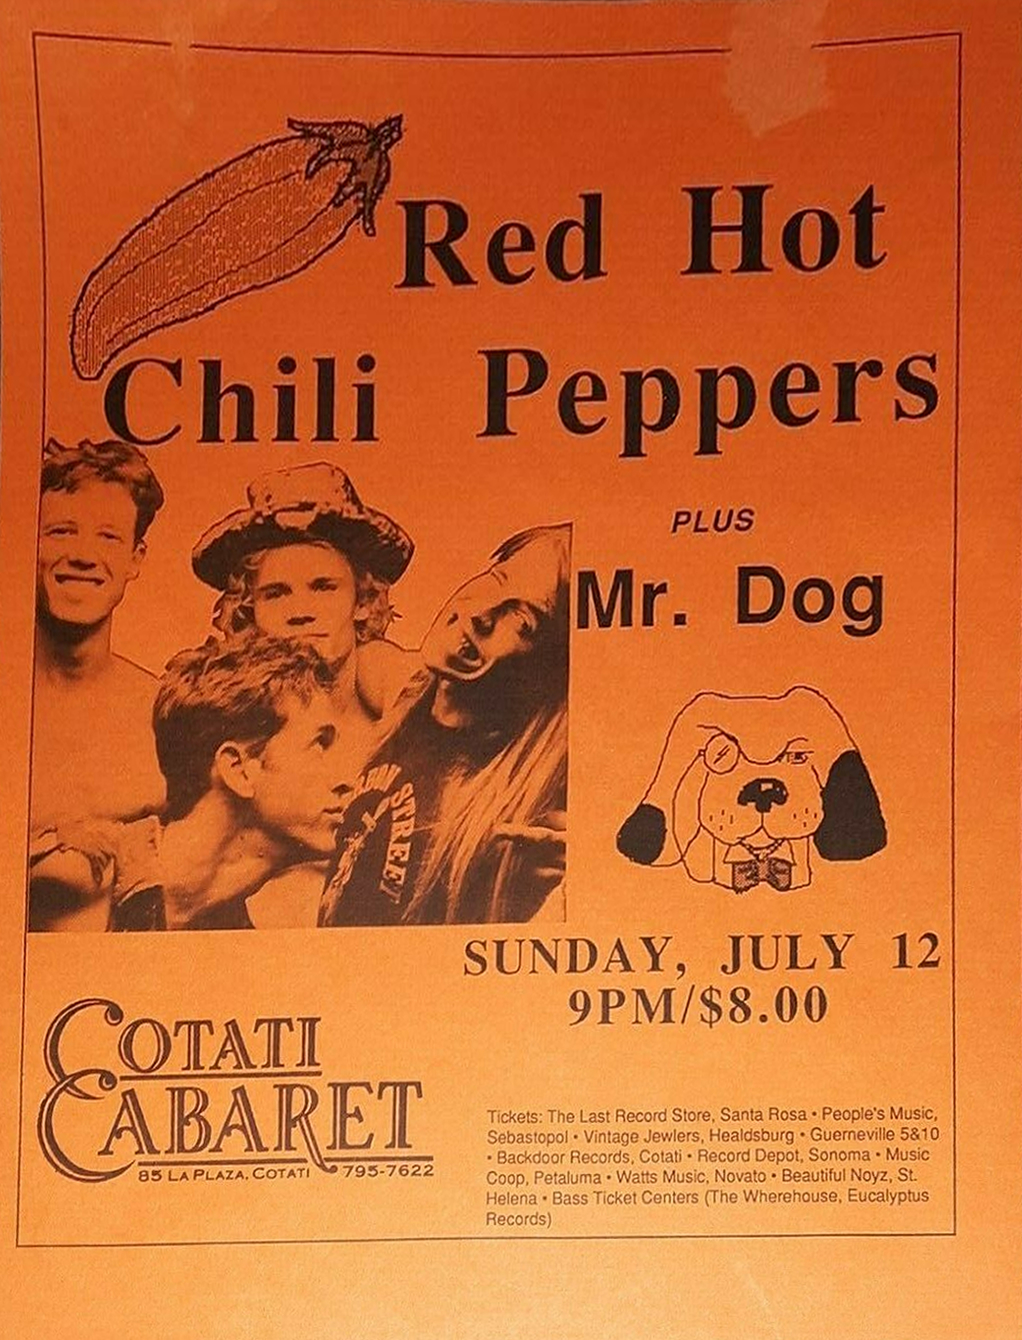 Red Hot
Chili Peppers
PLUS
Mr. Dog
STREET
SUNDAY, JULY 12
9PM/$8.00
COTATI
CABARET
85 LA PLAZA, COTATI 795-7622
Tickets: The Last Record Store, Santa Rosa • People's Music,
Sebastopol • Vintage Jewlers, Healdsburg • Guerneville 5&10
• Backdoor Records, Cotati • Record Depot, Sonoma • Music
Coop, Petaluma • Watts Music, Novato • Beautiful Noyz, St.
Helena • Bass Ticket Centers (The Wherehouse, Eucalyptus
Records)